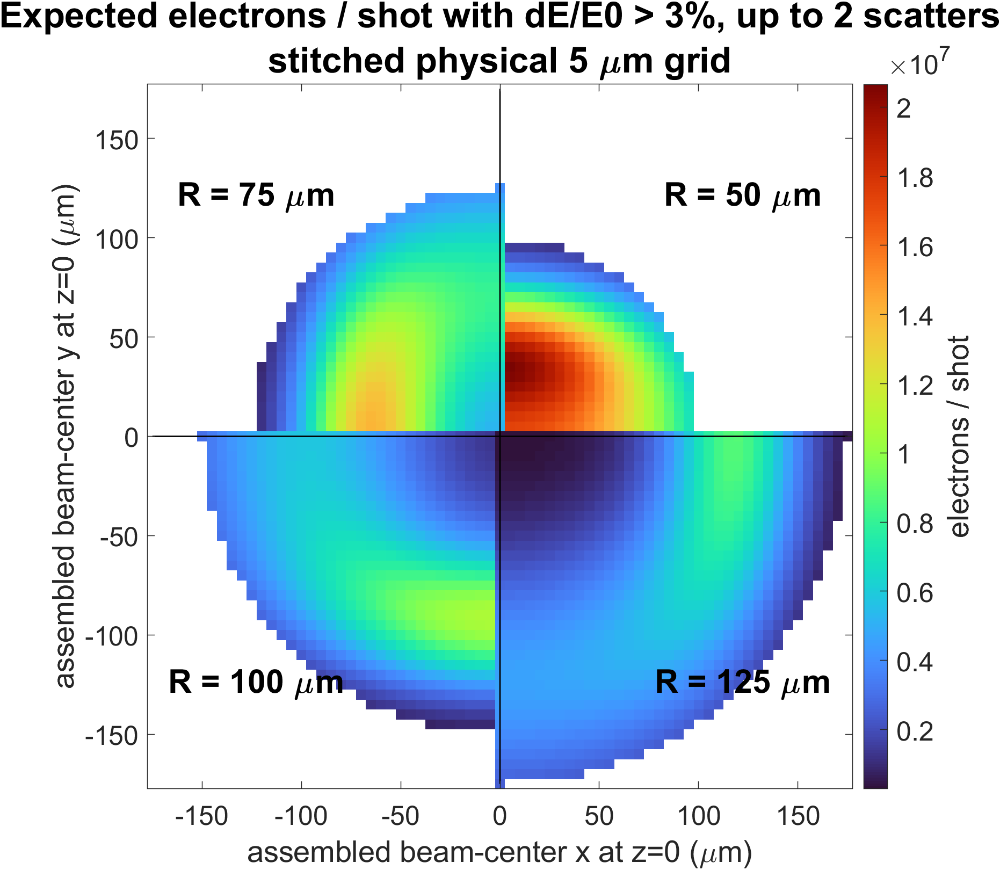 Expected electrons / shot with dE/E0 > 3%, up to 2 scatters
stitched physical 5 μm grid
×10⁷
R = 75 μm
R = 50 μm
R = 100 μm
R = 125 μm
150
100
50
0
-50
-100
-150
assembled beam-center y at z=0 (μm)
-150
-100
-50
0
50
100
150
assembled beam-center x at z=0 (μm)
2
1.8
1.6
1.4
1.2
1
0.8
0.6
0.4
0.2
electrons / shot